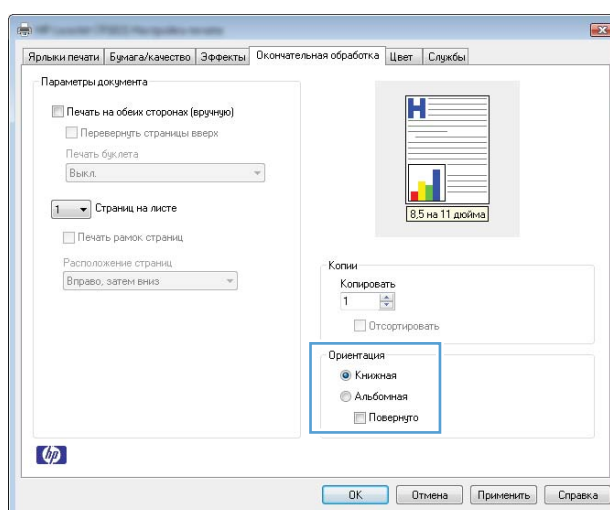 Ярлыки печати Бумага/качество Эффекты Окончательная обработка Цвет Службы
Параметры документа
Печать на обеих сторонах (вручную)
Перевернуть страницы вверх
Печать буклета
Выкл.
1 Страниц на листе
Печать рамок страниц
Расположение страниц
Вправо, затем вниз
H
8,5 на 11 дюйма
Копии
Копировать
1
Отсортировать
Ориентация
Книжная
Альбомная
Повернуто
hp
OK Отмена Применить Справка